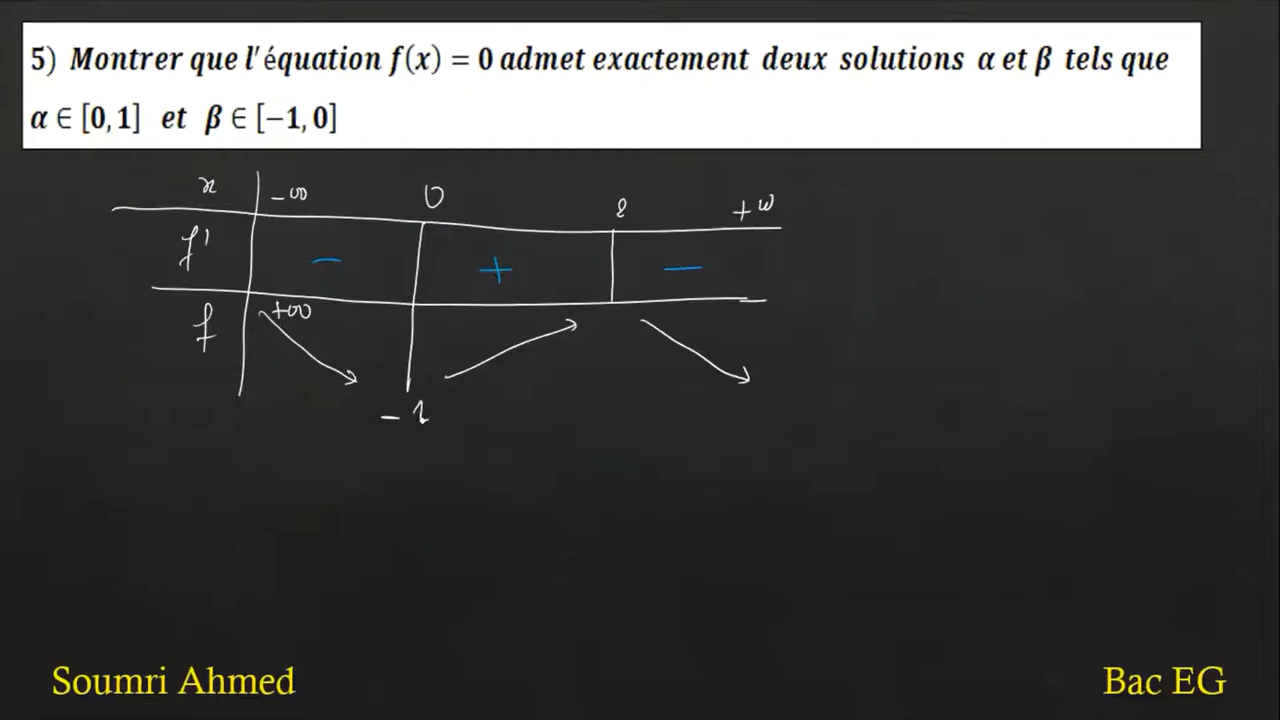 5) Montrer que l'équation f(x) = 0 admet exactement deux solutions α et β tels que
α ∈ [0, 1] et β ∈ [−1, 0]
x −∞ 0 2 +∞
f' − + −
f +∞
−1
Soumri Ahmed
Bac EG